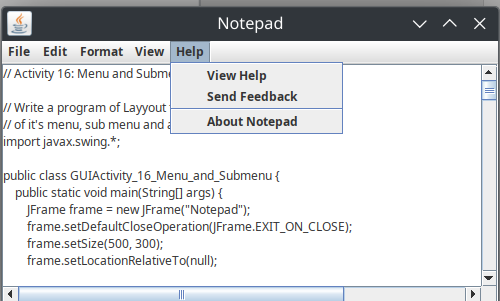 Notepad
File Edit Format View Help
View Help
Send Feedback
About Notepad
// Activity 16: Menu and Subme
// Write a program of Layyout
// of it's menu, sub menu and a
import javax.swing.*;
public class GUIActivity_16_Menu_and_Submenu {
public static void main(String[] args) {
JFrame frame = new JFrame("Notepad");
frame.setDefaultCloseOperation(JFrame.EXIT_ON_CLOSE);
frame.setSize(500, 300);
frame.setLocationRelativeTo(null);